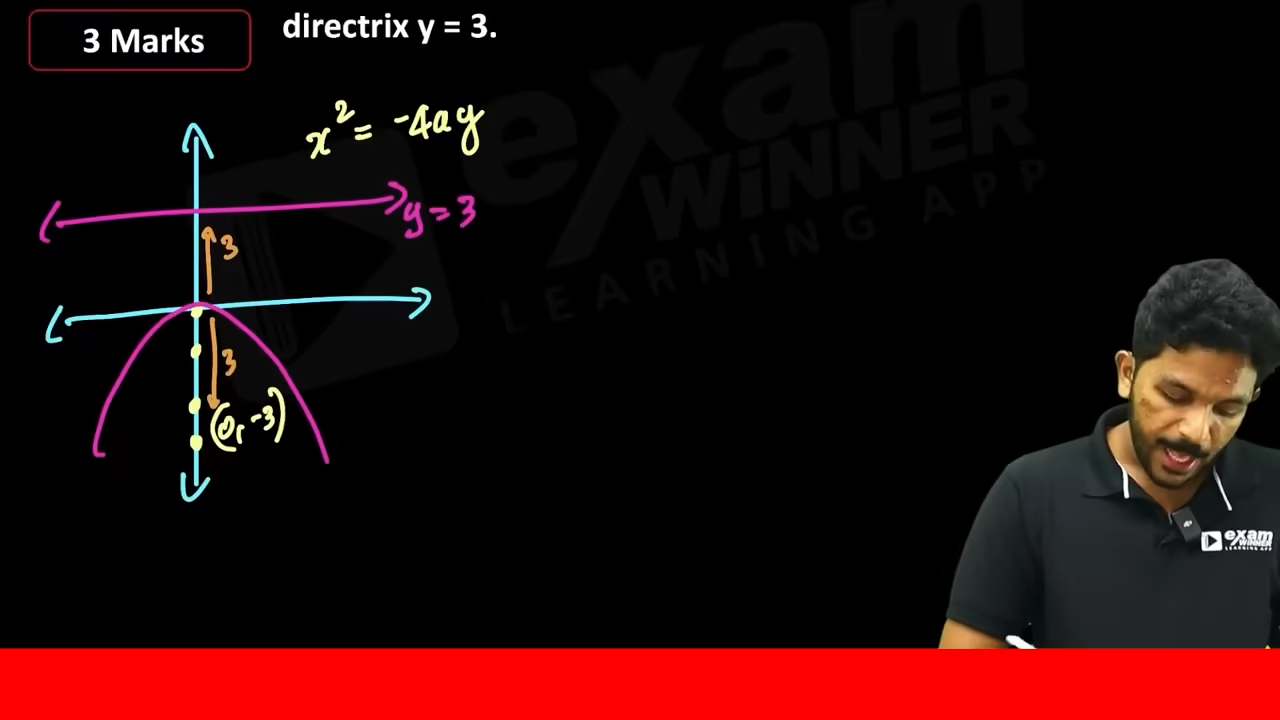 directrix y = 3.
3 Marks
x² = -4ay
y = 3
3
3
(0, -3)
exam
WiNNER
LEARNING APP
exam
WiNNER
LEARNING APP